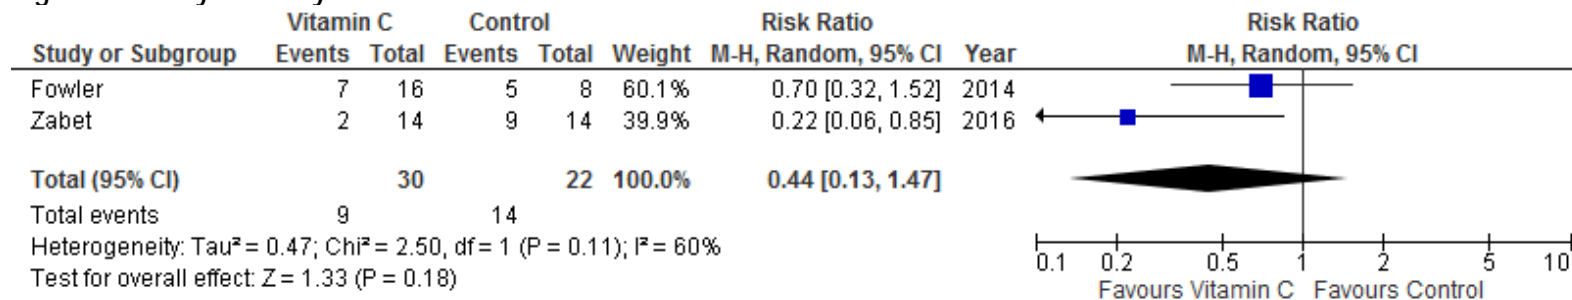 Vitamin C Control Risk Ratio Risk Ratio
Study or Subgroup Events Total Events Total Weight M-H, Random, 95% CI Year M-H, Random, 95% CI
Fowler 7 16 5 8 60.1% 0.70 [0.32, 1.52] 2014
Zabet 2 14 9 14 39.9% 0.22 [0.06, 0.85] 2016
Total (95% CI) 30 22 100.0% 0.44 [0.13, 1.47]
Total events 9 14
Heterogeneity: Tau² = 0.47; Chi² = 2.50, df = 1 (P = 0.11); I² = 60%
Test for overall effect: Z = 1.33 (P = 0.18)
0.1 0.2 0.5 1 2 5 10
Favours Vitamin C Favours Control